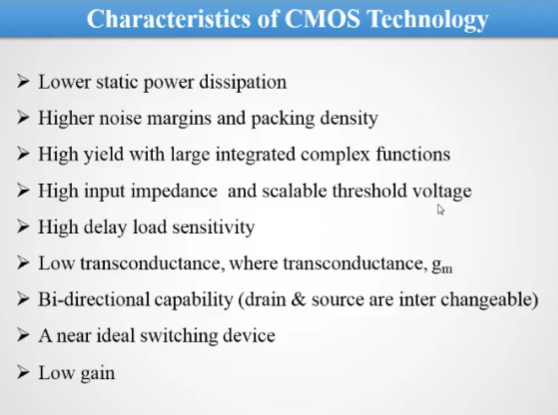 Characteristics of CMOS Technology
➢ Lower static power dissipation
➢ Higher noise margins and packing density
➢ High yield with large integrated complex functions
➢ High input impedance and scalable threshold voltage
➢ High delay load sensitivity
➢ Low transconductance, where transconductance, gm
➢ Bi-directional capability (drain & source are inter changeable)
➢ A near ideal switching device
➢ Low gain